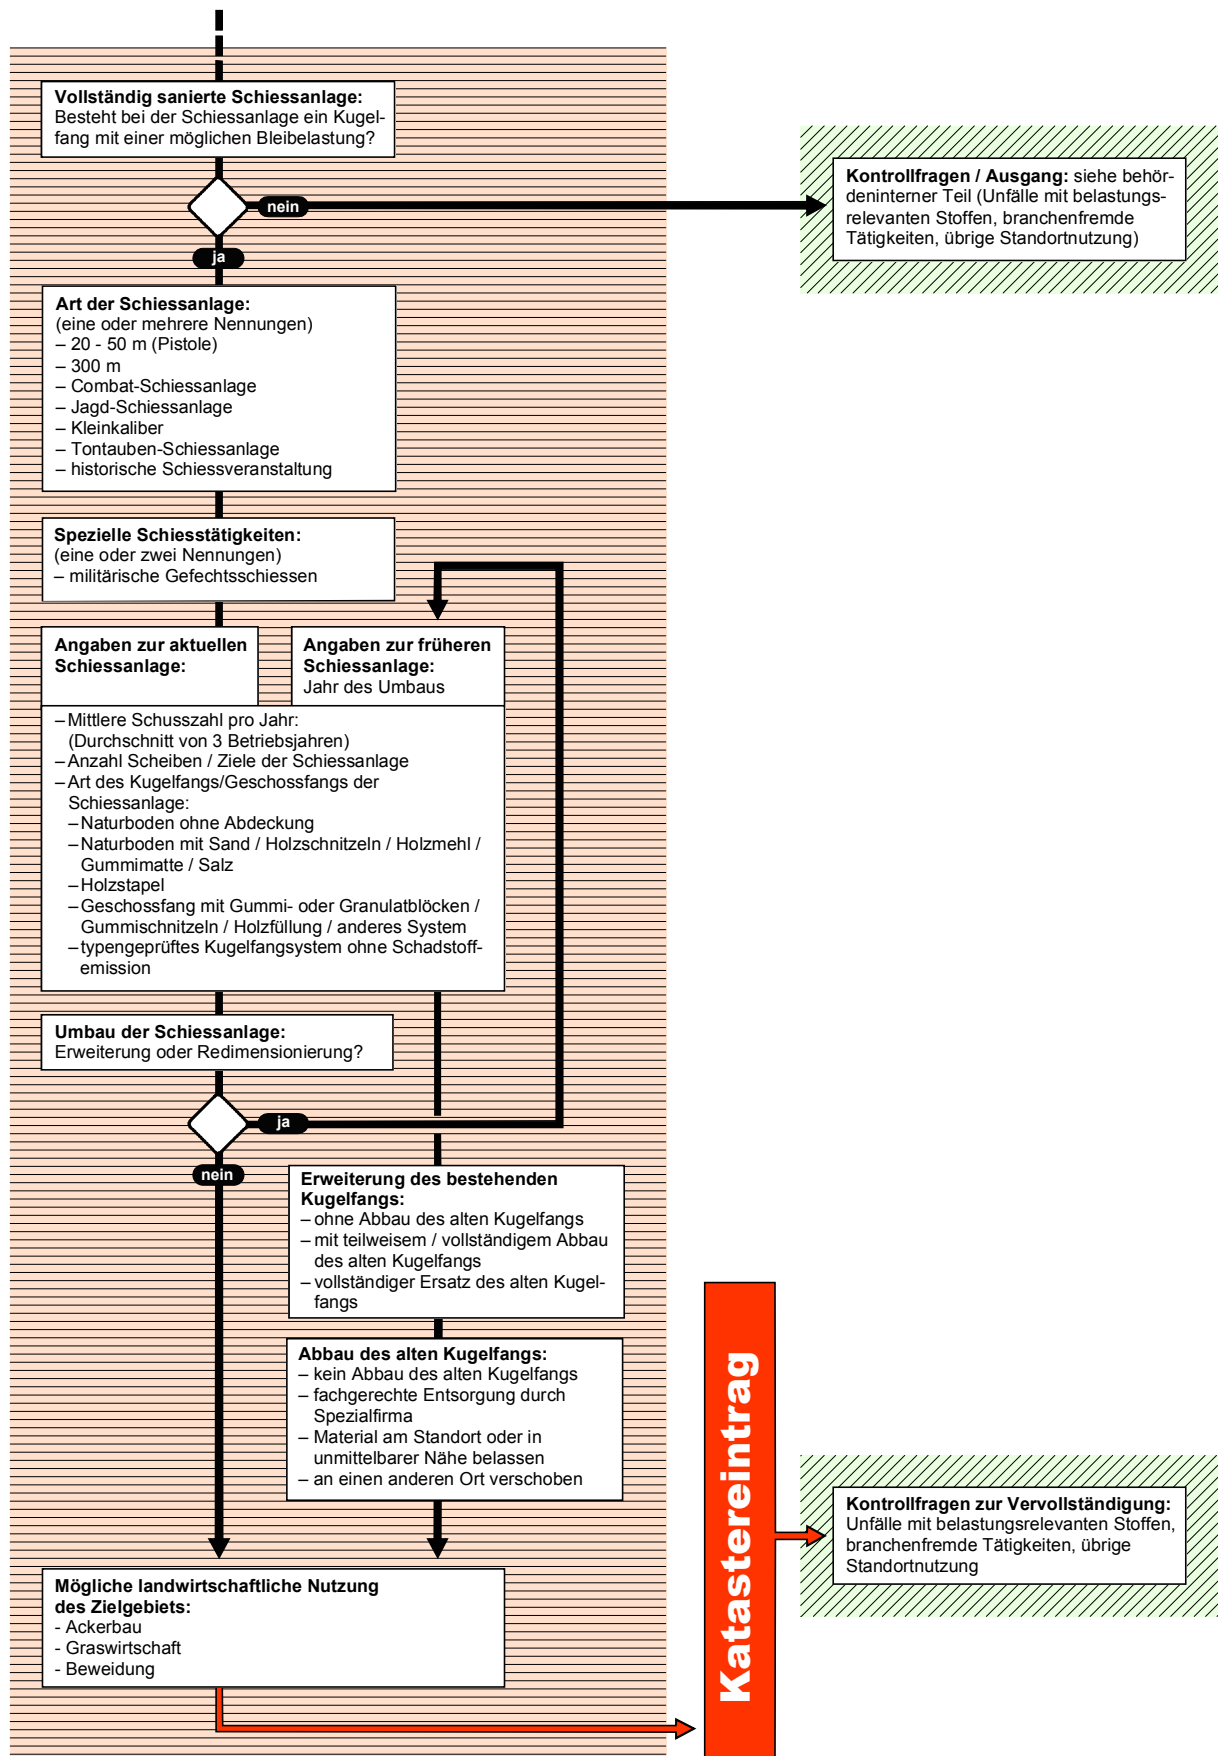 Vollständig sanierte Schiessanlage:
Besteht bei der Schiessanlage ein Kugel-
fang mit einer möglichen Bleibelastung?
nein
Kontrollfragen / Ausgang: siehe behör-
deninterner Teil (Unfälle mit belastungs-
relevanten Stoffen, branchenfremde
Tätigkeiten, übrige Standortnutzung)
ja
Art der Schiessanlage:
(eine oder mehrere Nennungen)
– 20 - 50 m (Pistole)
– 300 m
– Combat-Schiessanlage
– Jagd-Schiessanlage
– Kleinkaliber
– Tontauben-Schiessanlage
– historische Schiessveranstaltung
Spezielle Schiesstätigkeiten:
(eine oder zwei Nennungen)
– militärische Gefechtsschiessen
Angaben zur aktuellen
Schiessanlage:
Angaben zur früheren
Schiessanlage:
Jahr des Umbaus
– Mittlere Schusszahl pro Jahr:
(Durchschnitt von 3 Betriebsjahren)
– Anzahl Scheiben / Ziele der Schiessanlage
– Art des Kugelfangs/Geschossfangs der
Schiessanlage:
– Naturboden ohne Abdeckung
– Naturboden mit Sand / Holzschnitzeln / Holzmehl /
Gummimatte / Salz
– Holzstapel
– Geschossfang mit Gummi- oder Granulatblöcken /
Gummischnitzeln / Holzfüllung / anderes System
– typengeprüftes Kugelfangsystem ohne Schadstoff-
emission
Umbau der Schiessanlage:
Erweiterung oder Redimensionierung?
ja
nein
Erweiterung des bestehenden
Kugelfangs:
– ohne Abbau des alten Kugelfangs
– mit teilweisem / vollständigem Abbau
des alten Kugelfangs
– vollständiger Ersatz des alten Kugel-
fangs
Abbau des alten Kugelfangs:
– kein Abbau des alten Kugelfangs
– fachgerechte Entsorgung durch
Spezialfirma
– Material am Standort oder in
unmittelbarer Nähe belassen
– an einen anderen Ort verschoben
Mögliche landwirtschaftliche Nutzung
des Zielgebiets:
- Ackerbau
- Graswirtschaft
- Beweidung
Katastereintrag
Kontrollfragen zur Vervollständigung:
Unfälle mit belastungsrelevanten Stoffen,
branchenfremde Tätigkeiten, übrige
Standortnutzung